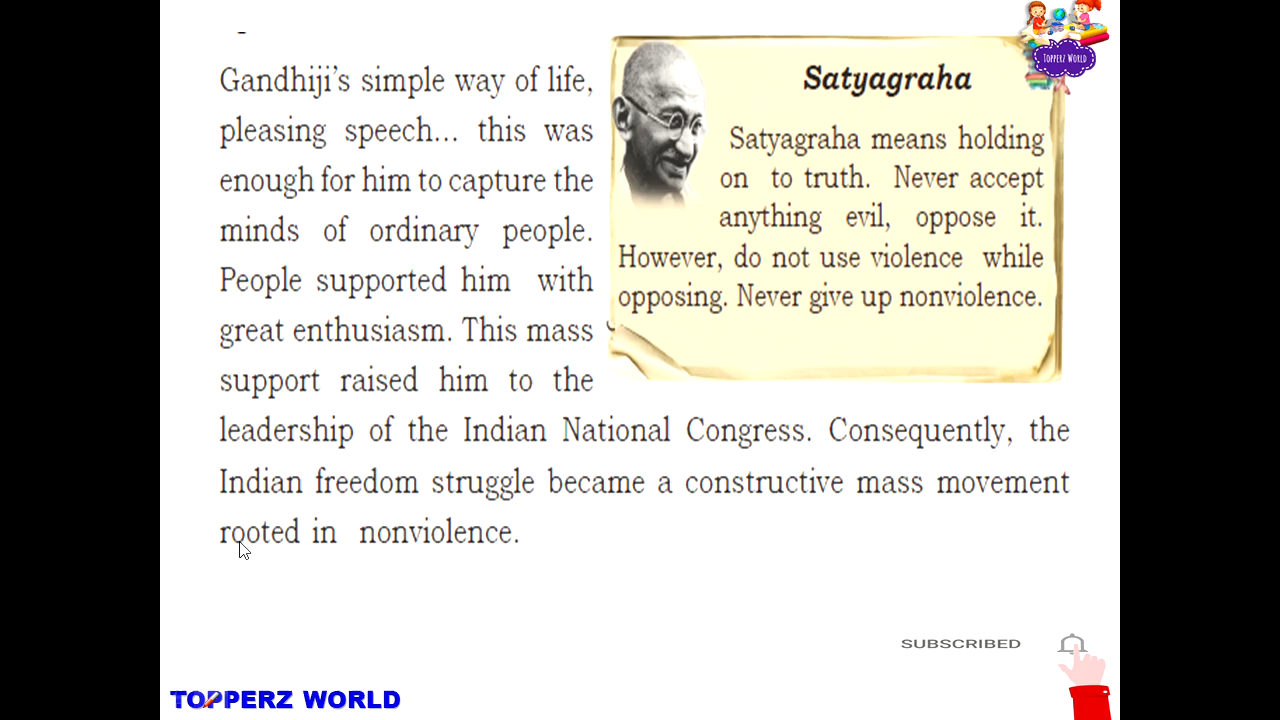 Gandhiji's simple way of life,
pleasing speech... this was
enough for him to capture the
minds of ordinary people.
People supported him with
great enthusiasm. This mass
support raised him to the
leadership of the Indian National Congress. Consequently, the
Indian freedom struggle became a constructive mass movement
rooted in nonviolence.
Satyagraha
Satyagraha means holding
on to truth. Never accept
anything evil, oppose it.
However, do not use violence while
opposing. Never give up nonviolence.
TOPPERZ WORLD
SUBSCRIBED
TOPPERZ WORLD